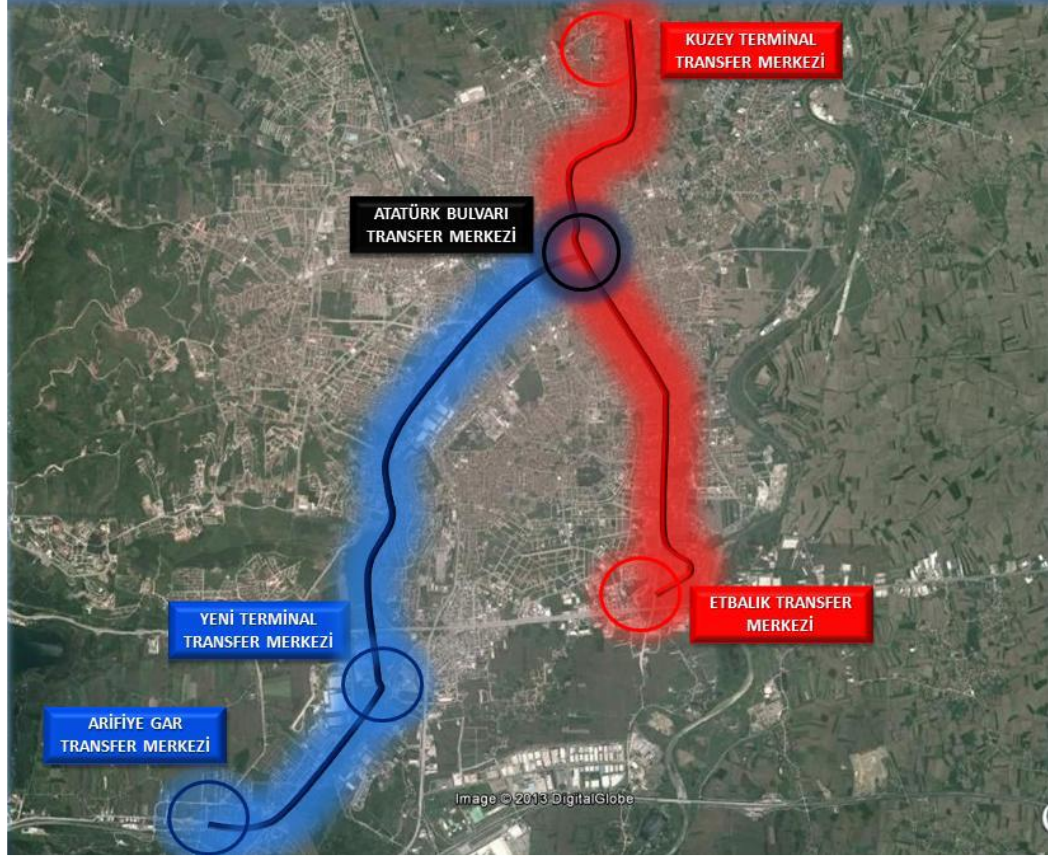 KUZEY TERMİNAL
TRANSFER MERKEZİ
ATATÜRK BULVARI
TRANSFER MERKEZİ
ETBALIK TRANSFER
MERKEZİ
YENİ TERMİNAL
TRANSFER MERKEZİ
ARİFİYE GAR
TRANSFER MERKEZİ
Image © 2013 DigitalGlobe